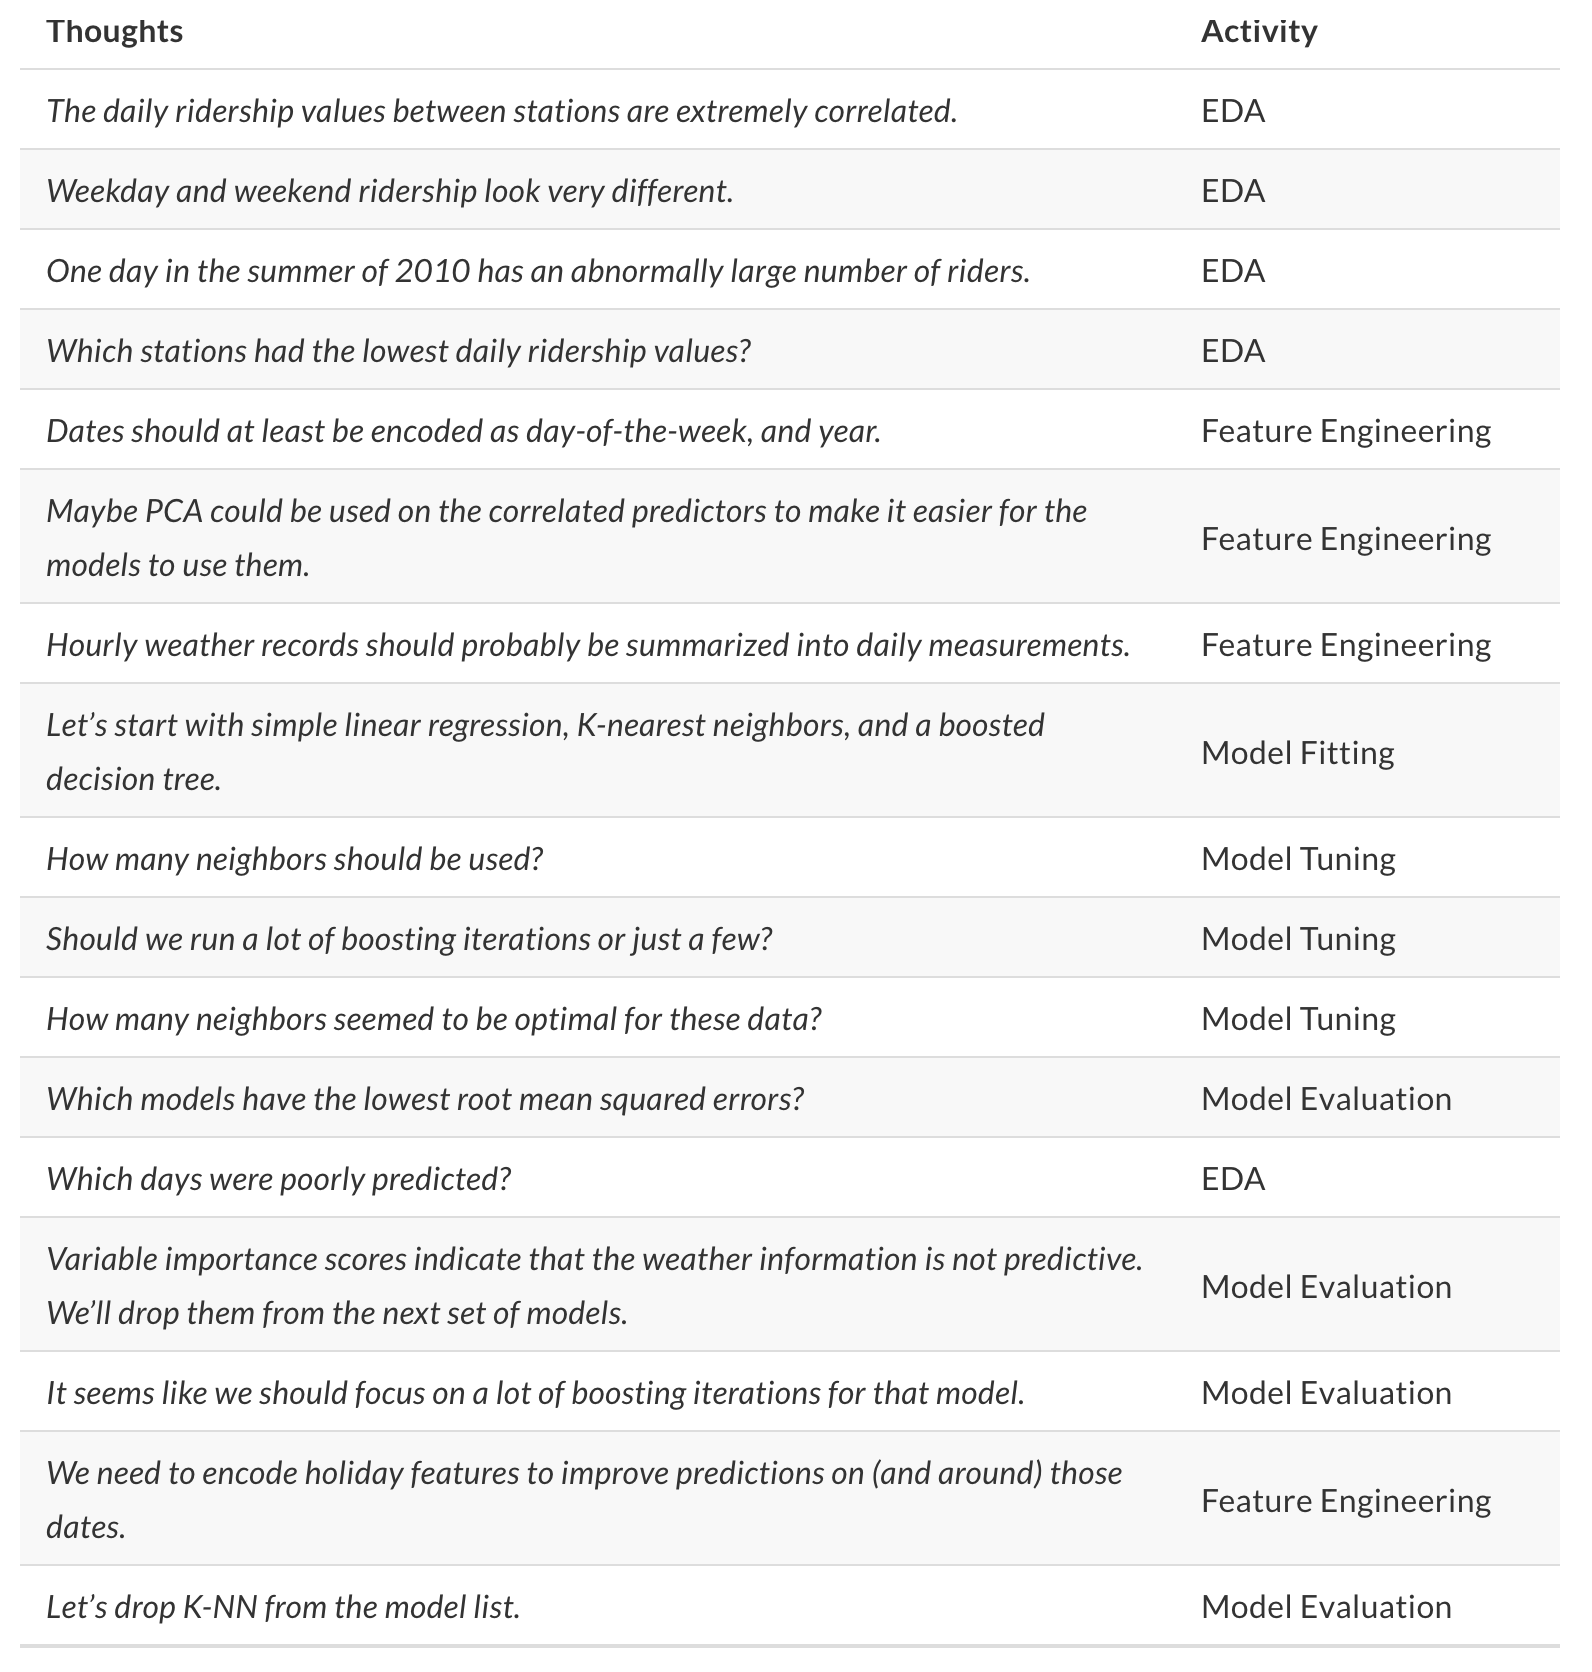 Thoughts Activity
The daily ridership values between stations are extremely correlated. EDA
Weekday and weekend ridership look very different. EDA
One day in the summer of 2010 has an abnormally large number of riders. EDA
Which stations had the lowest daily ridership values? EDA
Dates should at least be encoded as day-of-the-week, and year. Feature Engineering
Maybe PCA could be used on the correlated predictors to make it easier for the
models to use them.
Feature Engineering
Hourly weather records should probably be summarized into daily measurements. Feature Engineering
Let’s start with simple linear regression, K-nearest neighbors, and a boosted
decision tree.
Model Fitting
How many neighbors should be used? Model Tuning
Should we run a lot of boosting iterations or just a few? Model Tuning
How many neighbors seemed to be optimal for these data? Model Tuning
Which models have the lowest root mean squared errors? Model Evaluation
Which days were poorly predicted? EDA
Variable importance scores indicate that the weather information is not predictive.
We’ll drop them from the next set of models.
Model Evaluation
It seems like we should focus on a lot of boosting iterations for that model. Model Evaluation
We need to encode holiday features to improve predictions on (and around) those
dates.
Feature Engineering
Let’s drop K-NN from the model list. Model Evaluation